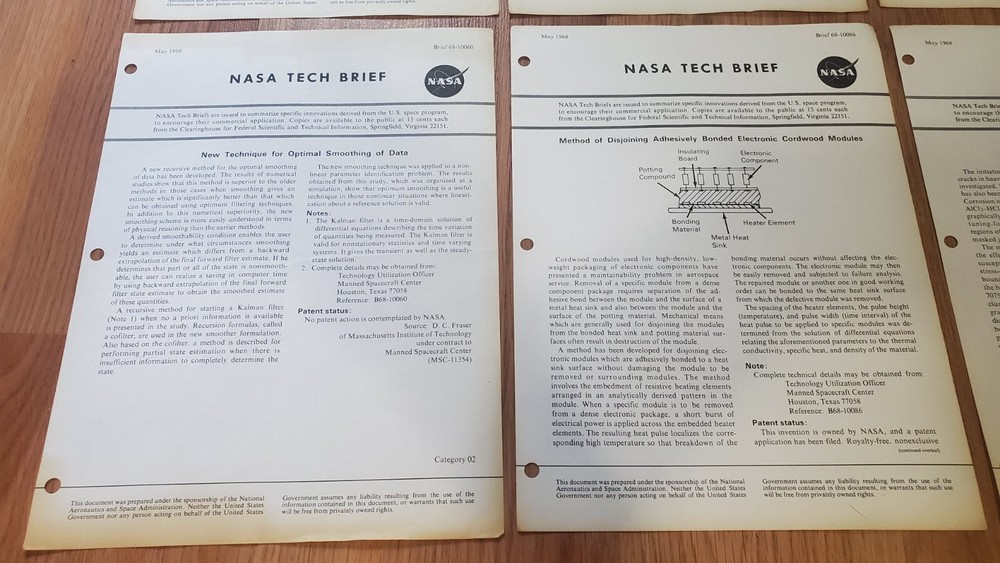 Government nor any person acting on behalf of the United States
will be free from privately owned rights.
May 1968
Brief 68-10060
NASA TECH BRIEF
NASA
NASA Tech Briefs are issued to summarize specific innovations derived from the U.S. space program,
to encourage their commercial application. Copies are available to the public at 15 cents each
from the Clearinghouse for Federal Scientific and Technical Information, Springfield, Virginia 22151.
New Technique for Optimal Smoothing of Data
A new recursive method for the optimal smoothing
of data has been developed. The results of numerical
studies show that this method is superior to the older
methods in those cases when smoothing gives an
estimate which is significantly better than that which
can be obtained using optimum filtering techniques.
In addition to this numerical superiority, the new
smoothing scheme is more easily understood in terms
of physical reasoning than the earlier methods.
A derived smoothability condition enables the user
to determine under what circumstances smoothing
yields an estimate which differs from a backward
extrapolation of the final forward filter estimate. If he
determines that part or all of the state is nonsmooth-
able, the user can realize a saving in computer time
by using backward extrapolation of the final forward
filter state estimate to obtain the smoothed estimate
of these quantities.
A recursive method for starting a Kalman filter
(Note 1) when no a priori information is available
is presented in the study. Recursion formulas, called
a cofilter, are used in the new smoother formulation.
Also based on the cofilter, a method is described for
performing partial state estimation when there is
insufficient information to completely determine the
state.
The new smoothing technique was applied to a non-
linear parameter identification problem. The results
obtained from this study, which was organized as a
simulation, show that optimum smoothing is a useful
technique in those nonlinear situations where lineari-
zation about a reference solution is valid.
Notes:
1. The Kalman filter is a time-domain solution of
differential equations describing the time variation
of quantities being measured. The Kalman filter is
valid for nonstationary statistics and time varying
systems. It gives the transient as well as the steady-
state solution.
2. Complete details may be obtained from:
Technology Utilization Officer
Manned Spacecraft Center
Houston, Texas 77058
Reference: B68-10060
Patent status:
No patent action is contemplated by NASA.
Source: D. C. Fraser
of Massachusetts Institute of Technology
under contract to
Manned Spacecraft Center
(MSC-11354)
Category 02
This document was prepared under the sponsorship of the National
Aeronautics and Space Administration. Neither the United States
Government nor any person acting on behalf of the United States
Government assumes any liability resulting from the use of the
information contained in this document, or warrants that such use
will be free from privately owned rights.
May 1968
Brief 68-10086
NASA TECH BRIEF
NASA
NASA Tech Briefs are issued to summarize specific innovations derived from the U.S. space program,
to encourage their commercial application. Copies are available to the public at 15 cents each
from the Clearinghouse for Federal Scientific and Technical Information, Springfield, Virginia 22151.
Method of Disjoining Adhesively Bonded Electronic Cordwood Modules
Insulating
Board
Electronic
Component
Potting
Compound
Bonding
Material
Heater Element
Metal Heat
Sink
Cordwood modules used for high-density, low-
weight packaging of electronic components have
presented a maintainability problem in aerospace
service. Removal of a specific module from a dense
component package requires separation of the ad-
hesive bond between the module and the surface of a
metal heat sink and also between the module and the
surface of the potting material. Mechanical means
which are generally used for disjoining the modules
from the bonded heat sink and potting material sur-
faces often result in destruction of the module.
A method has been developed for disjoining elec-
tronic modules which are adhesively bonded to a heat
sink surface without damaging the module to be
removed or surrounding modules. The method
involves the embedment of resistive heating elements
arranged in an analytically derived pattern in the
module. When a specific module is to be removed
from a dense electronic package, a short burst of
electrical power is applied across the embedded heater
elements. The resulting heat pulse localizes the corre-
sponding high temperature so that breakdown of the
bonding material occurs without affecting the elec-
tronic components. The electronic module may then
be easily removed and subjected to failure analysis.
The repaired module or another one in good working
order can be bonded to the same heat sink surface
from which the defective module was removed.
The spacing of the heater elements, the pulse height
(temperature), and pulse width (time interval) of the
heat pulse to be applied to specific modules was de-
termined from the solution of differential equations
relating the aforementioned parameters to the thermal
conductivity, specific heat, and density of the material.
Note:
Complete technical details may be obtained from:
Technology Utilization Officer
Manned Spacecraft Center
Houston, Texas 77058
Reference: B68-10086
Patent status:
This invention is owned by NASA, and a patent
application has been filed. Royalty-free, nonexclusive
(continued overleaf)
This document was prepared under the sponsorship of the National
Aeronautics and Space Administration. Neither the United States
Government nor any person acting on behalf of the United States
Government assumes any liability resulting from the use of the
information contained in this document, or warrants that such use
will be free from privately owned rights.
May 1968
NASA Tech
to encourage
from the
The initiation
cracks in
investigated,
has also been
Corrosion
AlCl3-HCl
graphically
tuning-
regions of
masked
The
the
stress-